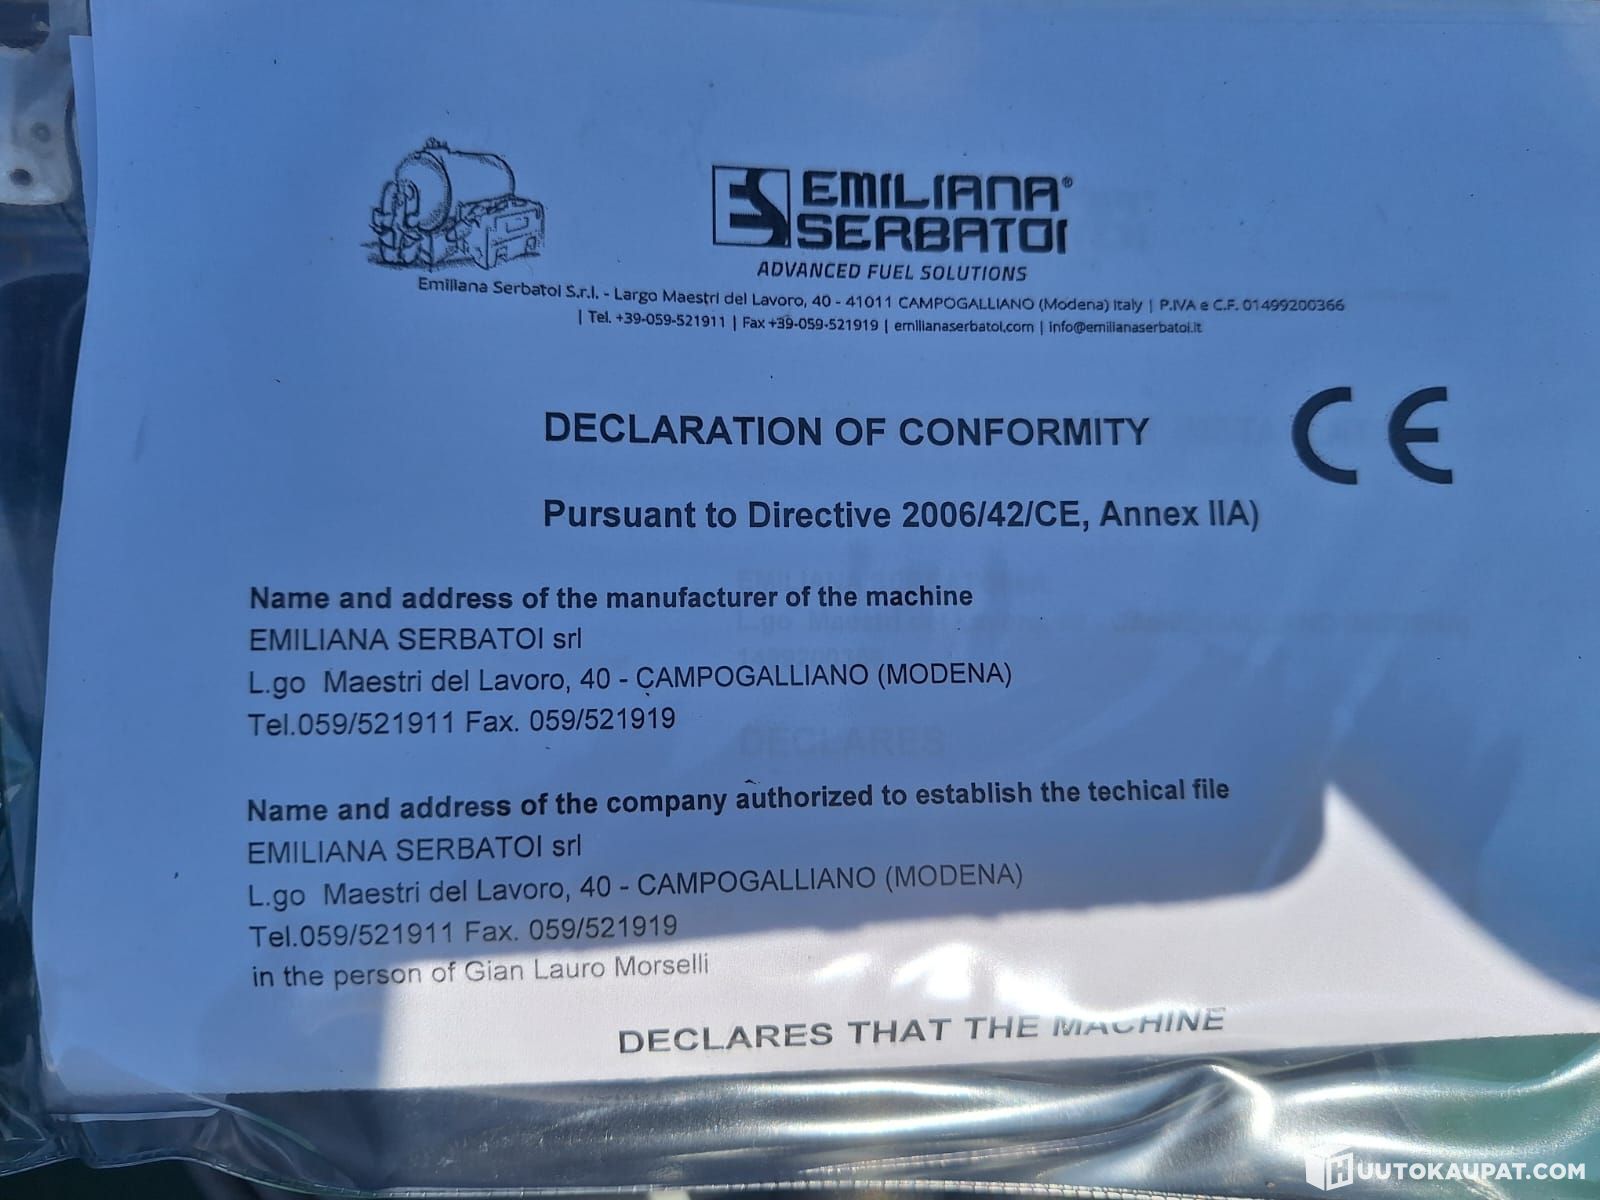 EMILIANA®
SERBATOI
ADVANCED FUEL SOLUTIONS
Emiliana Serbatoi S.r.l. - Largo Maestri del Lavoro, 40 - 41011 CAMPOGALLIANO (Modena) Italy | P.IVA e C.F. 01499200366
| Tel. +39-059-521911 | Fax +39-059-521919 | emilianaserbatoi.com | info@emilianaserbatoi.it
DECLARATION OF CONFORMITY
CE
Pursuant to Directive 2006/42/CE, Annex IIA)
Name and address of the manufacturer of the machine
EMILIANA SERBATOI srl
L.go Maestri del Lavoro, 40 - CAMPOGALLIANO (MODENA)
Tel.059/521911 Fax. 059/521919
DECLARES
Name and address of the company authorized to establish the techical file
EMILIANA SERBATOI srl
L.go Maestri del Lavoro, 40 - CAMPOGALLIANO (MODENA)
Tel.059/521911 Fax. 059/521919
in the person of Gian Lauro Morselli
DECLARES THAT THE MACHINE
HUUTOKAUPAT.COM